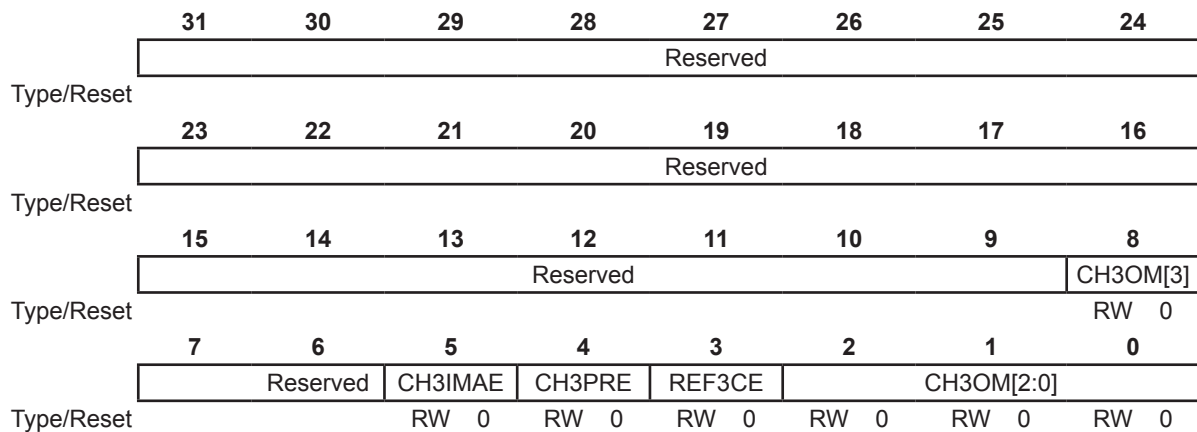 31 30 29 28 27 26 25 24
Reserved
Type/Reset
23 22 21 20 19 18 17 16
Reserved
Type/Reset
15 14 13 12 11 10 9 8
Reserved CH3OM[3]
Type/Reset RW 0
7 6 5 4 3 2 1 0
Reserved CH3IMAE CH3PRE REF3CE CH3OM[2:0]
Type/Reset RW 0 RW 0 RW 0 RW 0 RW 0 RW 0